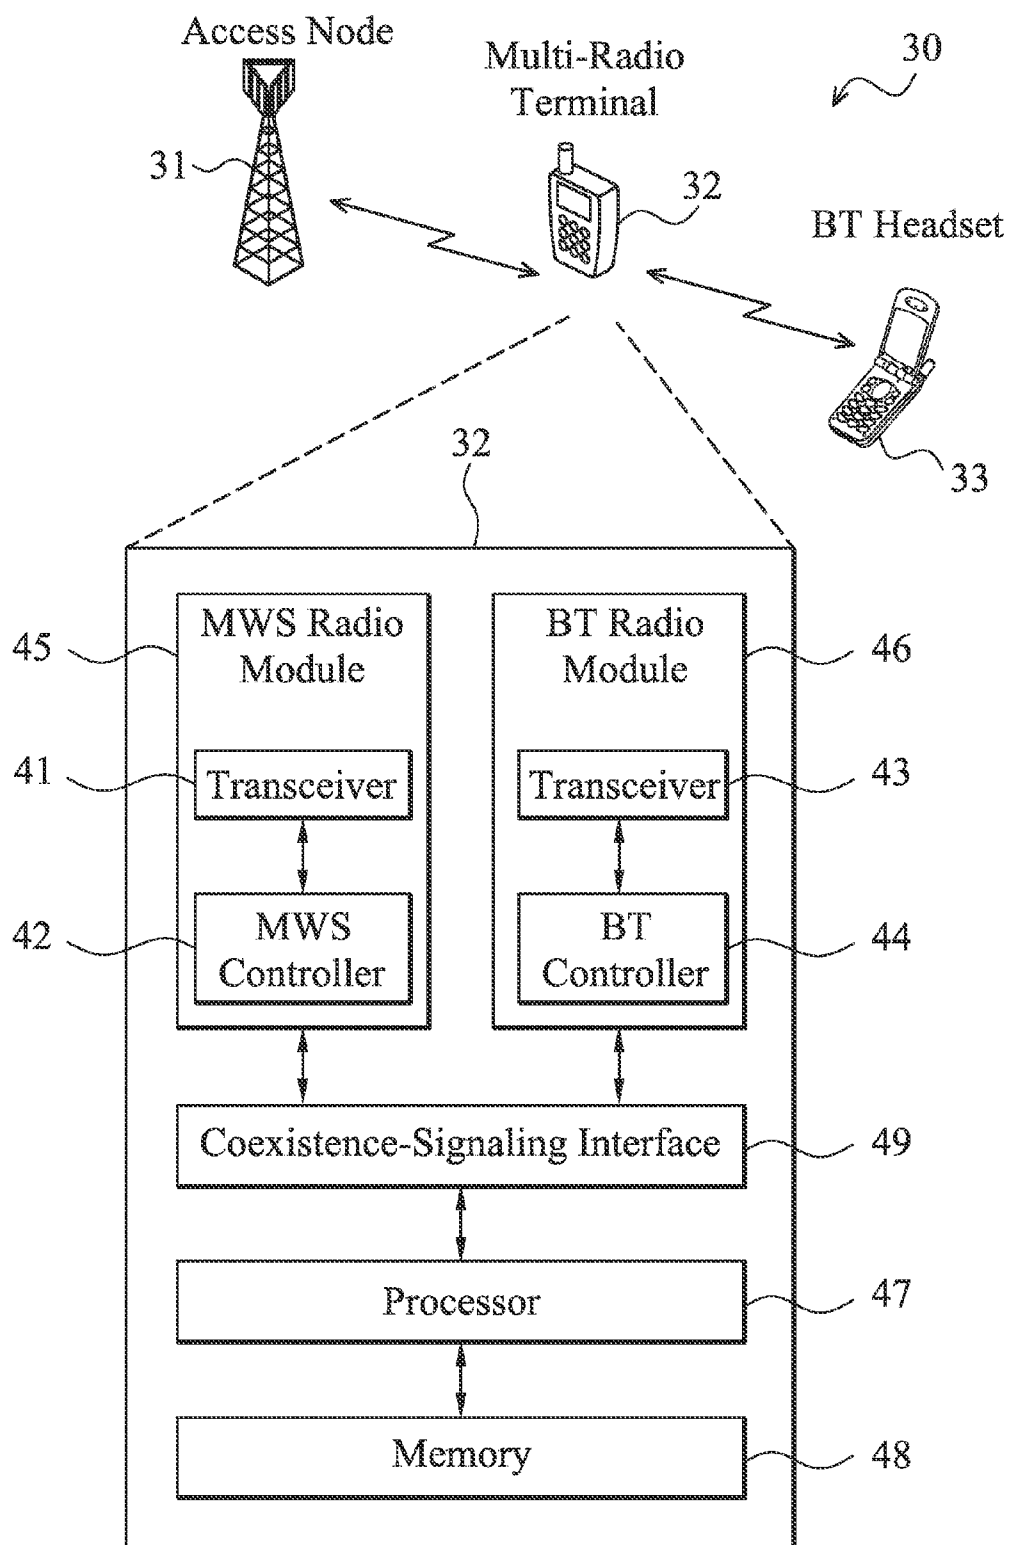 Access Node
Multi-Radio
Terminal
30
31
32
BT Headset
33
32
MWS Radio
Module
BT Radio
Module
45
46
41
Transceiver
Transceiver
43
42
MWS
Controller
BT
Controller
44
Coexistence-Signaling Interface
49
Processor
47
Memory
48